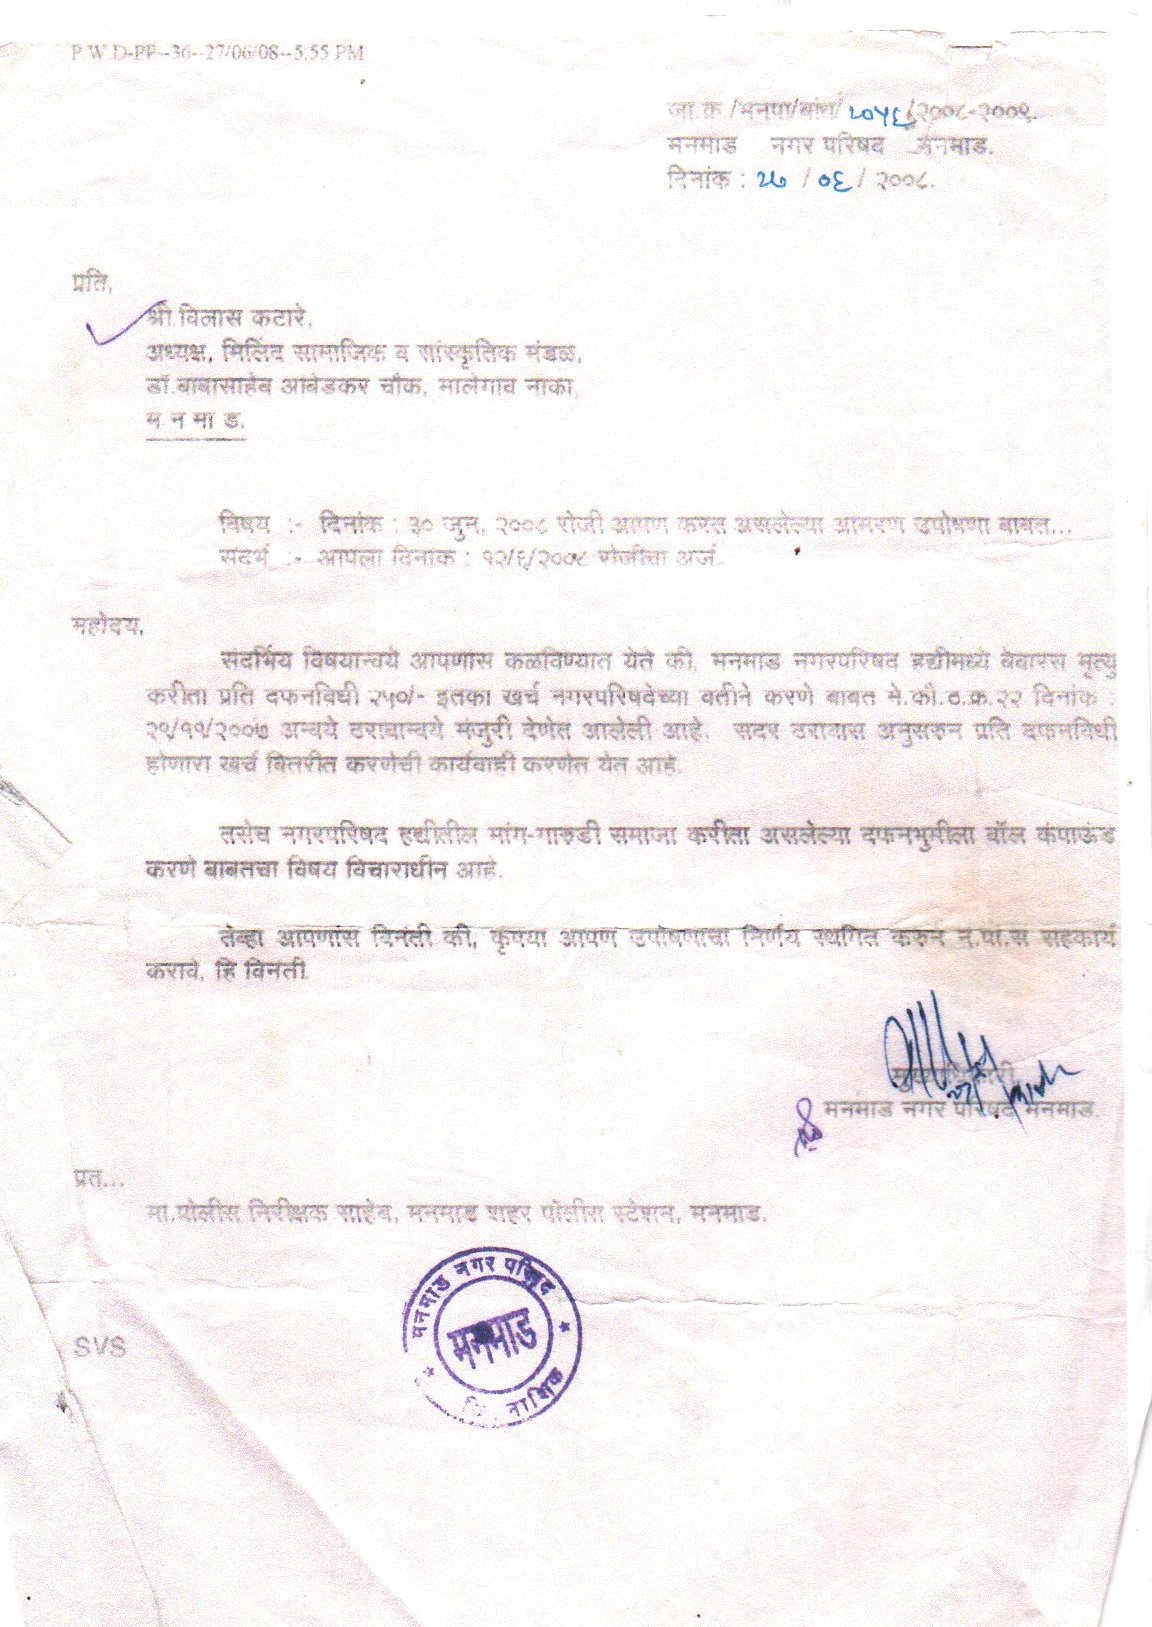 P.W.D-PF--36--27/06/08--5:55 PM
जा.क्र./मनपा/बांध/२०५६/२००८-२००९.
मनमाड नगर परिषद मनमाड.
दिनांक : २७ / ०६ / २००८.
प्रति,
श्री.विलास कटारे,
अध्यक्ष, मिलिंद सामाजिक व सांस्कृतिक मंडळ,
डॉ.बाबासाहेब आंबेडकर चौक, मालेगाव नाका,
म न मा ड.
विषय :- दिनांक : ३० जुन, २००८ रोजी आपण करत असलेल्या आमरण उपोषणा बाबत...
संदर्भ :- आपला दिनांक : १२/६/२००८ रोजीचा अर्ज.
महोदय,
संदर्भिय विषयान्वये आपणास कळविण्यात येते की, मनमाड नगरपरिषद हद्यीमध्ये बेवारस मृत्यु
करीता प्रति दफनविधी २५०/- इतका खर्च नगरपरिषदेच्या वतीने करणे बाबत मे.कौ.ठ.क्र.२२ दिनांक :
२९/११/२००७ अन्वये ठरावान्वये मंजुरी देणेत आलेली आहे. सदर ठरावास अनुसरुन प्रति दफनविधी
होणारा खर्च वितरीत करणेची कार्यवाही करणेत येत आहे.
तसेच नगरपरिषद हद्यीतील मांग-गारुडी समाजा करीता असलेल्या दफनभुमीला वॉल कंपाऊंड
करणे बाबतचा विषय विचाराधीन आहे.
तेव्हा आपणांस विनंती की, कृपया आपण उपोषणाचा निर्णय स्थगित करुन न.पा.स सहकार्य
करावे, हि विनंती.
मुख्याधिकारी,
मनमाड नगर परिषद मनमाड.
प्रत...
मा.पोलीस निरीक्षक साहेब, मनमाड शहर पोलीस स्टेशन, मनमाड.
मनमाड नगर परिषद
मनमाड
जि. नाशिक
SVS